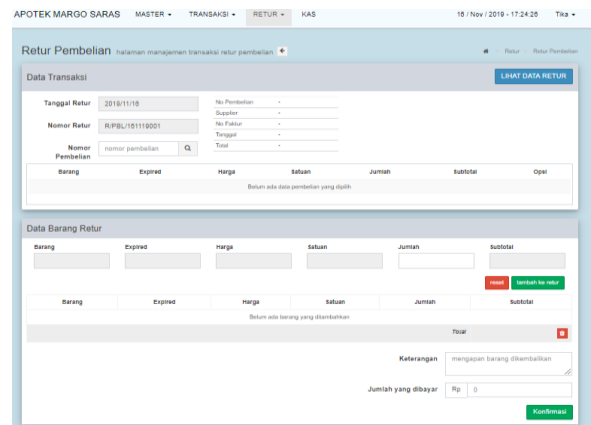 APOTEK MARGO SARAS MASTER TRANSAKSI RETUR KAS 16 / Nov / 2019 - 17:24:26 Tika
Retur Pembelian halaman manajemen transaksi retur pembelian Retur Retur Pembelian
Data Transaksi LIHAT DATA RETUR
Tanggal Retur 2019/11/16 No Pembelian -
Supplier -
Nomor Retur R/PBL/161119001 No Faktur -
Tanggal -
Nomor Pembelian nomor pembelian Total -
Barang Expired Harga Satuan Jumlah Subtotal Opsi
Belum ada data pembelian yang dipilih
Data Barang Retur
Barang Expired Harga Satuan Jumlah Subtotal
reset tambah ke retur
Barang Expired Harga Satuan Jumlah Subtotal
Belum ada barang yang ditambahkan
Total
Keterangan mengapan barang dikembalikan
Jumlah yang dibayar Rp 0
Konfirmasi